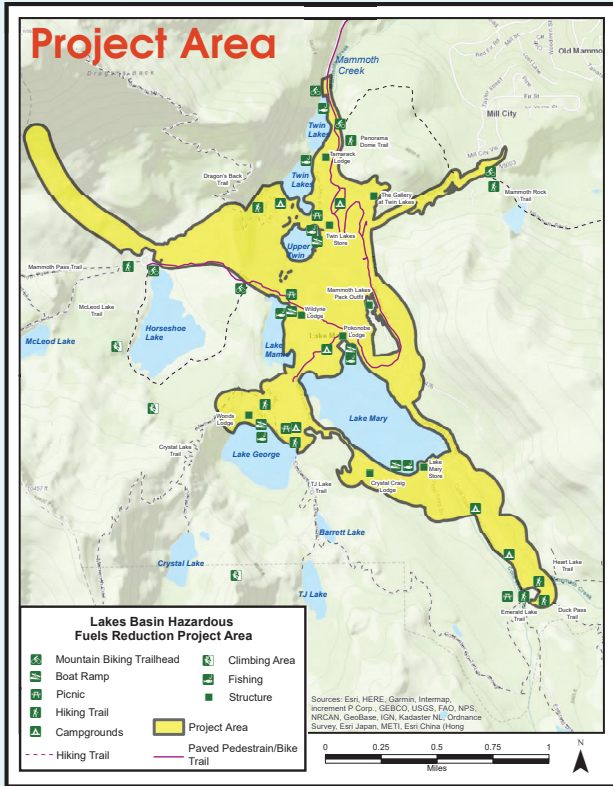 Project Area
Mammoth
Creek
Old Mammo
Mill City
Twin
Lakes
Panorama
Dome Trail
Tamarack
Lodge
Dragon's Back
Trail
Twin
Lakes
The Gallery
at Twin Lakes
Mammoth Rock
Trail
Twin Lakes
Store
Upper
Twin
Mammoth Pass Trail
Mammoth Lakes
Pack Outfit
McLeod Lake
Trail
Wildyrie
Lodge
Horseshoe
Lake
Pokonobe
Lodge
McLeod Lake
Lake
Mamie
Lake Mary
Woods
Lodge
Crystal Lake
Trail
Lake George
Lake
Mary
Store
TJ Lake
Trail
Crystal Craig
Lodge
Barrett Lake
Crystal Lake
Heart Lake
Trail
TJ Lake
Emerald Lake
Trail
Duck Pass
Trail
Lakes Basin Hazardous
Fuels Reduction Project Area
Mountain Biking Trailhead
Climbing Area
Boat Ramp
Fishing
Picnic
Structure
Hiking Trail
Campgrounds
Project Area
Hiking Trail
Paved Pedestrain/Bike
Trail
Sources: Esri, HERE, Garmin, Intermap,
increment P Corp., GEBCO, USGS, FAO, NPS,
NRCAN, GeoBase, IGN, Kadaster NL, Ordnance
Survey, Esri Japan, METI, Esri China (Hong
0 0.25 0.5 0.75 1
Miles
N